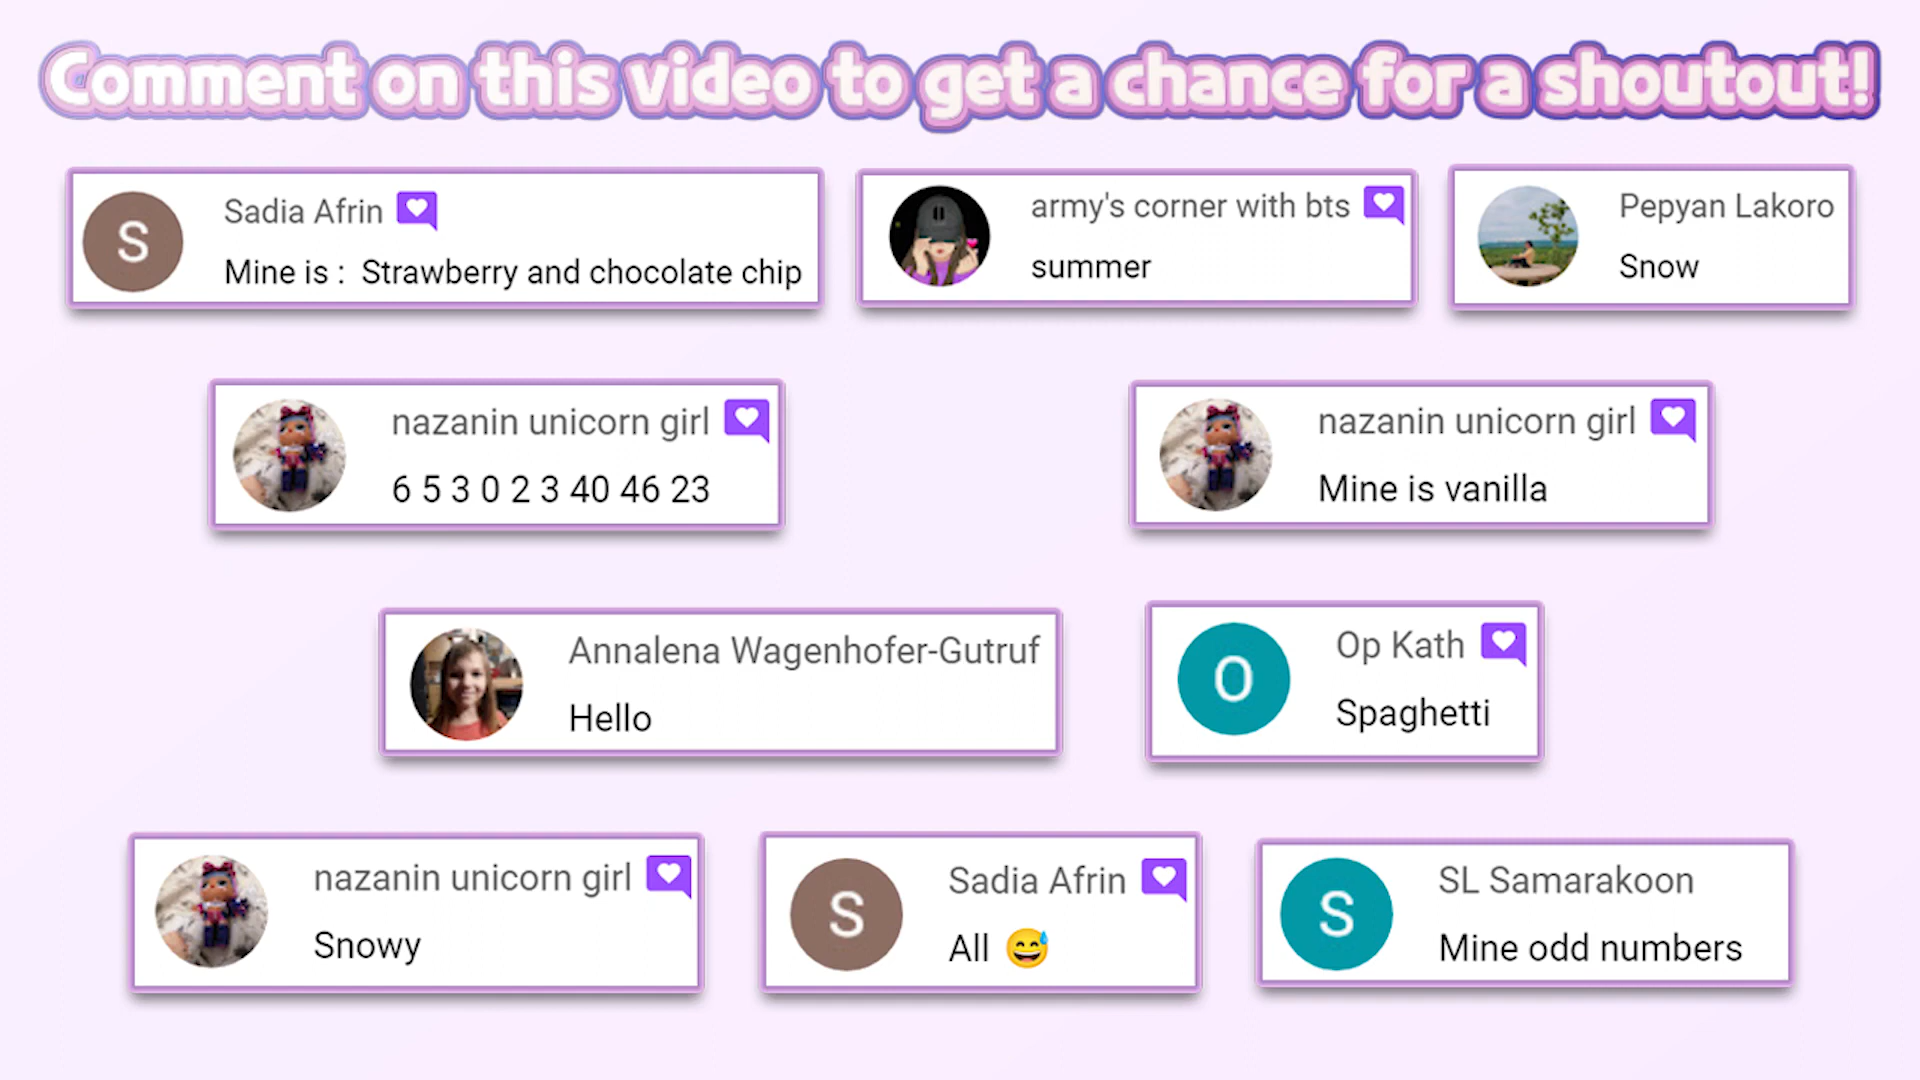 Comment on this video to get a chance for a shoutout!
S
Sadia Afrin
Mine is :  Strawberry and chocolate chip
army's corner with bts
summer
Pepyan Lakoro
Snow
nazanin unicorn girl
6 5 3 0 2 3 40 46 23
nazanin unicorn girl
Mine is vanilla
Annalena Wagenhofer-Gutruf
Hello
O
Op Kath
Spaghetti
nazanin unicorn girl
Snowy
S
Sadia Afrin
All 😅
S
SL Samarakoon
Mine odd numbers